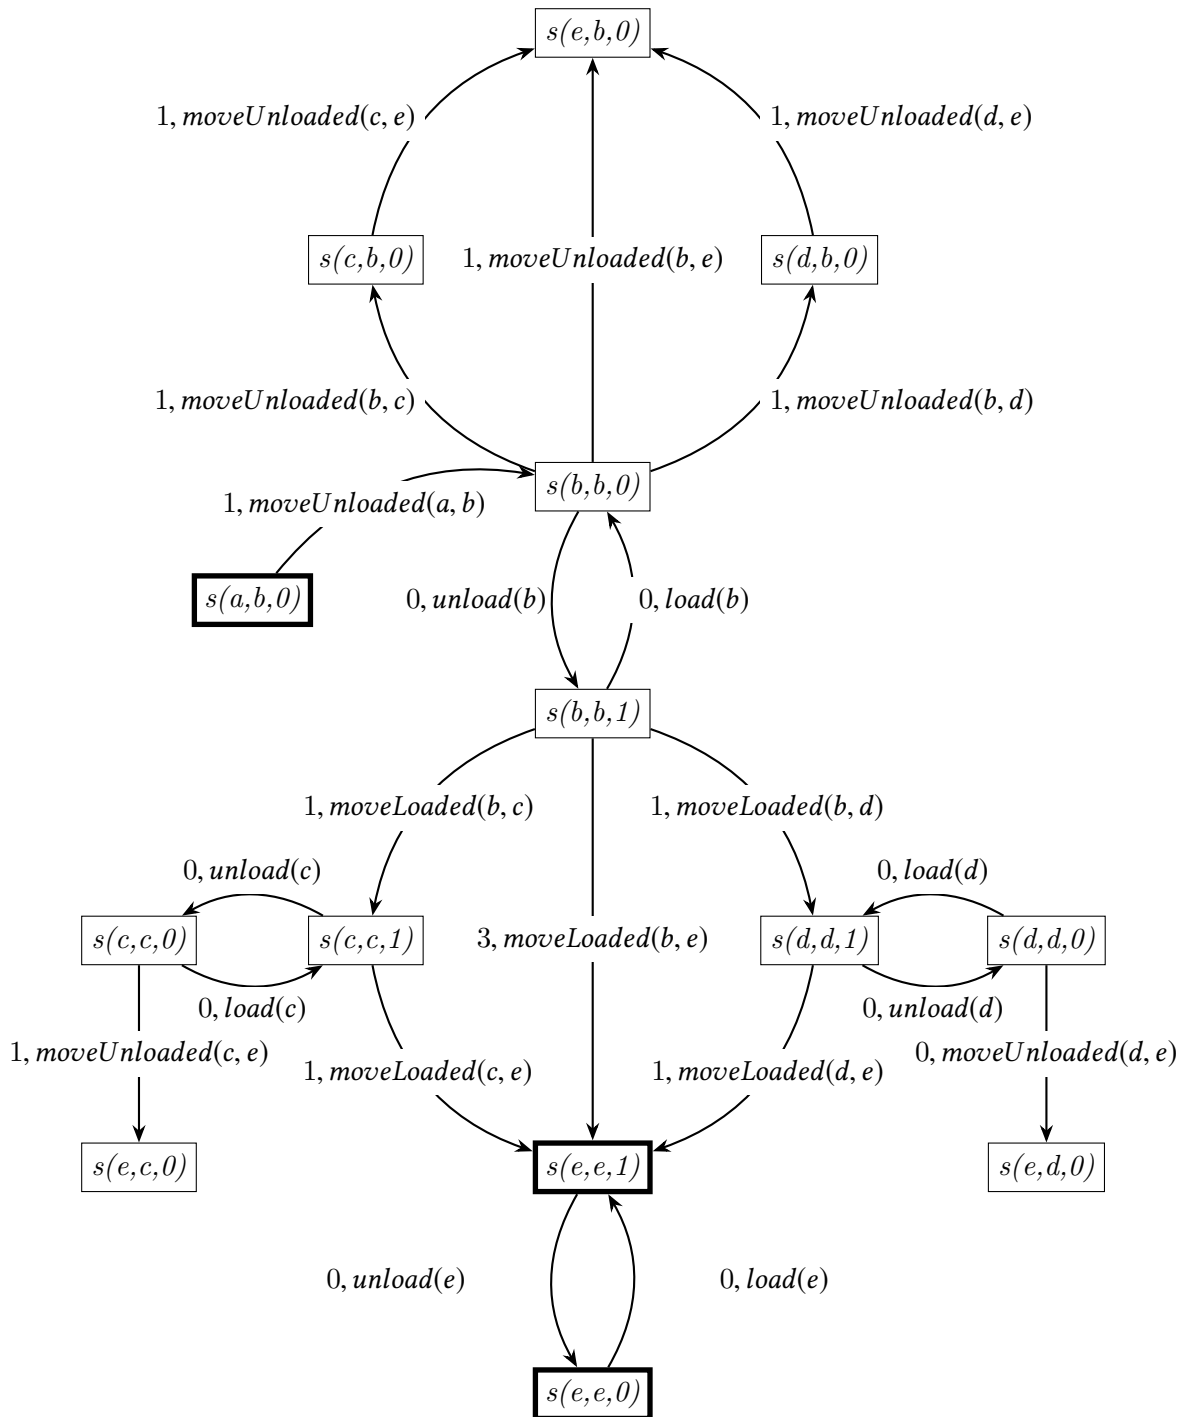 s(e,b,0)
1, moveUnloaded(c, e)
1, moveUnloaded(d, e)
s(c,b,0)
1, moveUnloaded(b, e)
s(d,b,0)
1, moveUnloaded(b, c)
1, moveUnloaded(b, d)
s(b,b,0)
1, moveUnloaded(a, b)
s(a,b,0)
0, unload(b)
0, load(b)
s(b,b,1)
1, moveLoaded(b, c)
1, moveLoaded(b, d)
0, unload(c)
0, load(d)
s(c,c,0)
s(c,c,1)
3, moveLoaded(b, e)
s(d,d,1)
s(d,d,0)
0, load(c)
0, unload(d)
1, moveUnloaded(c, e)
0, moveUnloaded(d, e)
1, moveLoaded(c, e)
1, moveLoaded(d, e)
s(e,c,0)
s(e,e,1)
s(e,d,0)
0, unload(e)
0, load(e)
s(e,e,0)